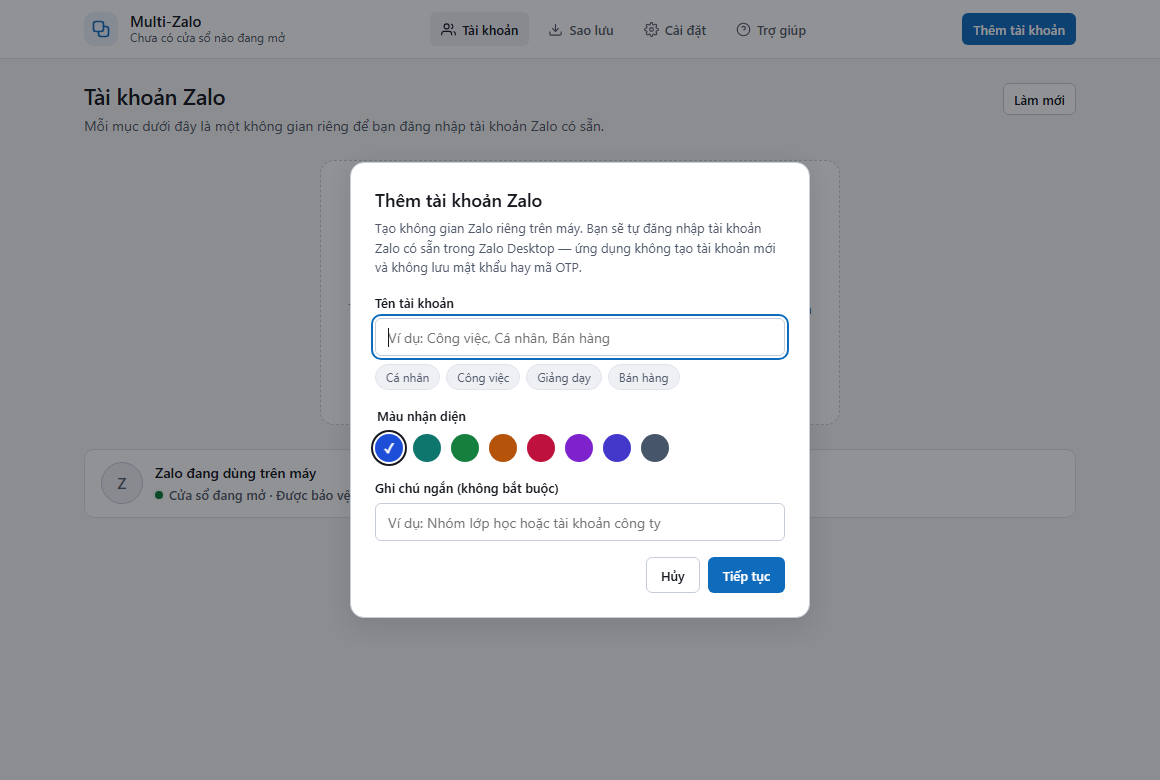 Multi-Zalo
Chưa có cửa sổ nào đang mở
Tài khoản
Sao lưu
Cài đặt
Trợ giúp
Thêm tài khoản
Tài khoản Zalo
Làm mới
Mỗi mục dưới đây là một không gian riêng để bạn đăng nhập tài khoản Zalo có sẵn.
Thêm tài khoản Zalo
Tạo không gian Zalo riêng trên máy. Bạn sẽ tự đăng nhập tài khoản
Zalo có sẵn trong Zalo Desktop — ứng dụng không tạo tài khoản mới
và không lưu mật khẩu hay mã OTP.
Tên tài khoản
Ví dụ: Công việc, Cá nhân, Bán hàng
Cá nhân
Công việc
Giảng dạy
Bán hàng
Màu nhận diện
Z
Zalo đang dùng trên máy
Cửa sổ đang mở · Được bảo vệ
Ghi chú ngắn (không bắt buộc)
Ví dụ: Nhóm lớp học hoặc tài khoản công ty
Hủy
Tiếp tục